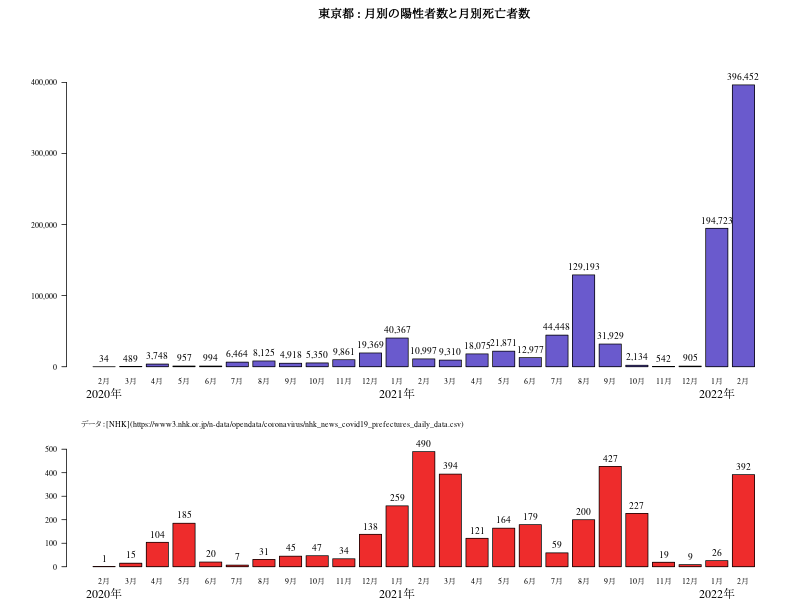 東京都 : 月別の陽性者数と月別死亡者数
400,000
300,000
200,000
100,000
0
34 489 3,748 957 994 6,464 8,125 4,918 5,350 9,861 19,369 40,367 10,997 9,310 18,075 21,871 12,977 44,448 129,193 31,929 2,134 542 905 194,723 396,452
2月 3月 4月 5月 6月 7月 8月 9月 10月 11月 12月 1月 2月 3月 4月 5月 6月 7月 8月 9月 10月 11月 12月 1月 2月
2020年 2021年 2022年
データ:[NHK](https://www3.nhk.or.jp/n-data/opendata/coronavirus/nhk_news_covid19_prefectures_daily_data.csv)
500
400
300
200
100
0
1 15 104 185 20 7 31 45 47 34 138 259 490 394 121 164 179 59 200 427 227 19 9 26 392
2月 3月 4月 5月 6月 7月 8月 9月 10月 11月 12月 1月 2月 3月 4月 5月 6月 7月 8月 9月 10月 11月 12月 1月 2月
2020年 2021年 2022年